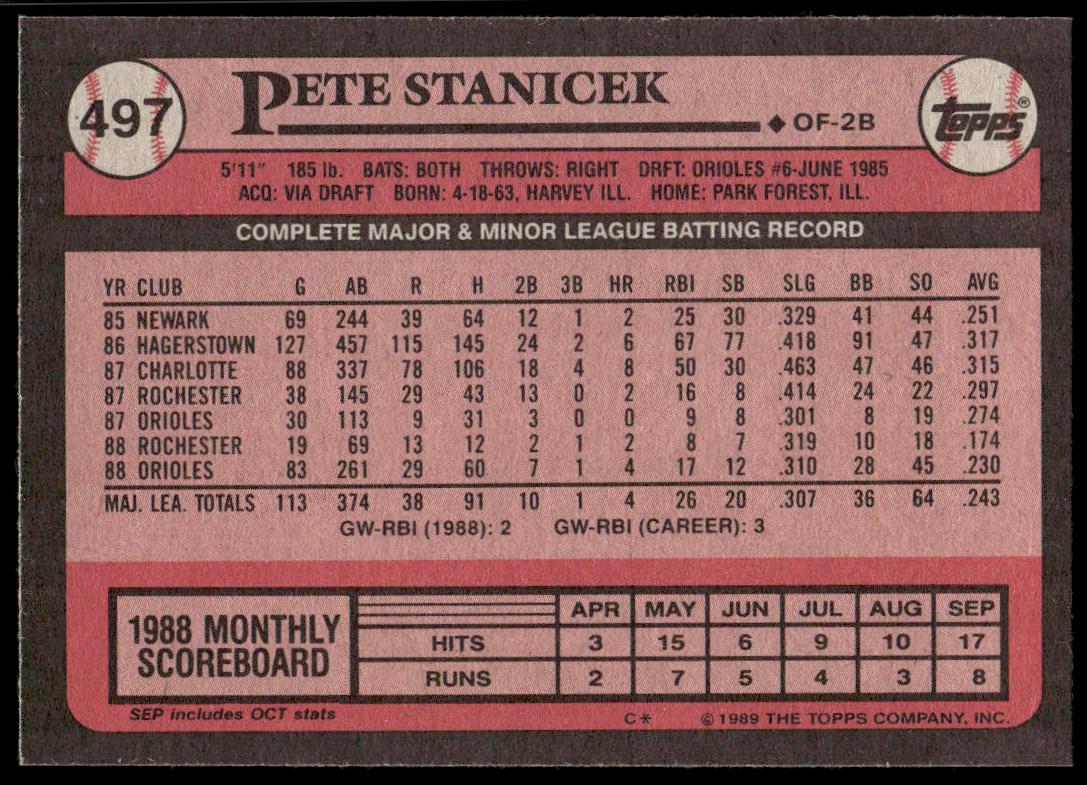 497
PETE STANICEK
◆ OF-2B
TOPPS®
5'11" 185 lb. BATS: BOTH THROWS: RIGHT DRFT: ORIOLES #6-JUNE 1985
ACQ: VIA DRAFT BORN: 4-18-63, HARVEY ILL. HOME: PARK FOREST, ILL.
COMPLETE MAJOR & MINOR LEAGUE BATTING RECORD
YR CLUB G AB R H 2B 3B HR RBI SB SLG BB SO AVG
85 NEWARK 69 244 39 64 12 1 2 25 30 .329 41 44 .251
86 HAGERSTOWN 127 457 115 145 24 2 6 67 77 .418 91 47 .317
87 CHARLOTTE 88 337 78 106 18 4 8 50 30 .463 47 46 .315
87 ROCHESTER 38 145 29 43 13 0 2 16 8 .414 24 22 .297
87 ORIOLES 30 113 9 31 3 0 0 9 8 .301 8 19 .274
88 ROCHESTER 19 69 13 12 2 1 2 8 7 .319 10 18 .174
88 ORIOLES 83 261 29 60 7 1 4 17 12 .310 28 45 .230
MAJ. LEA. TOTALS 113 374 38 91 10 1 4 26 20 .307 36 64 .243
GW-RBI (1988): 2 GW-RBI (CAREER): 3
1988 MONTHLY
SCOREBOARD
APR MAY JUN JUL AUG SEP
HITS 3 15 6 9 10 17
RUNS 2 7 5 4 3 8
SEP includes OCT stats
C* © 1989 THE TOPPS COMPANY, INC.